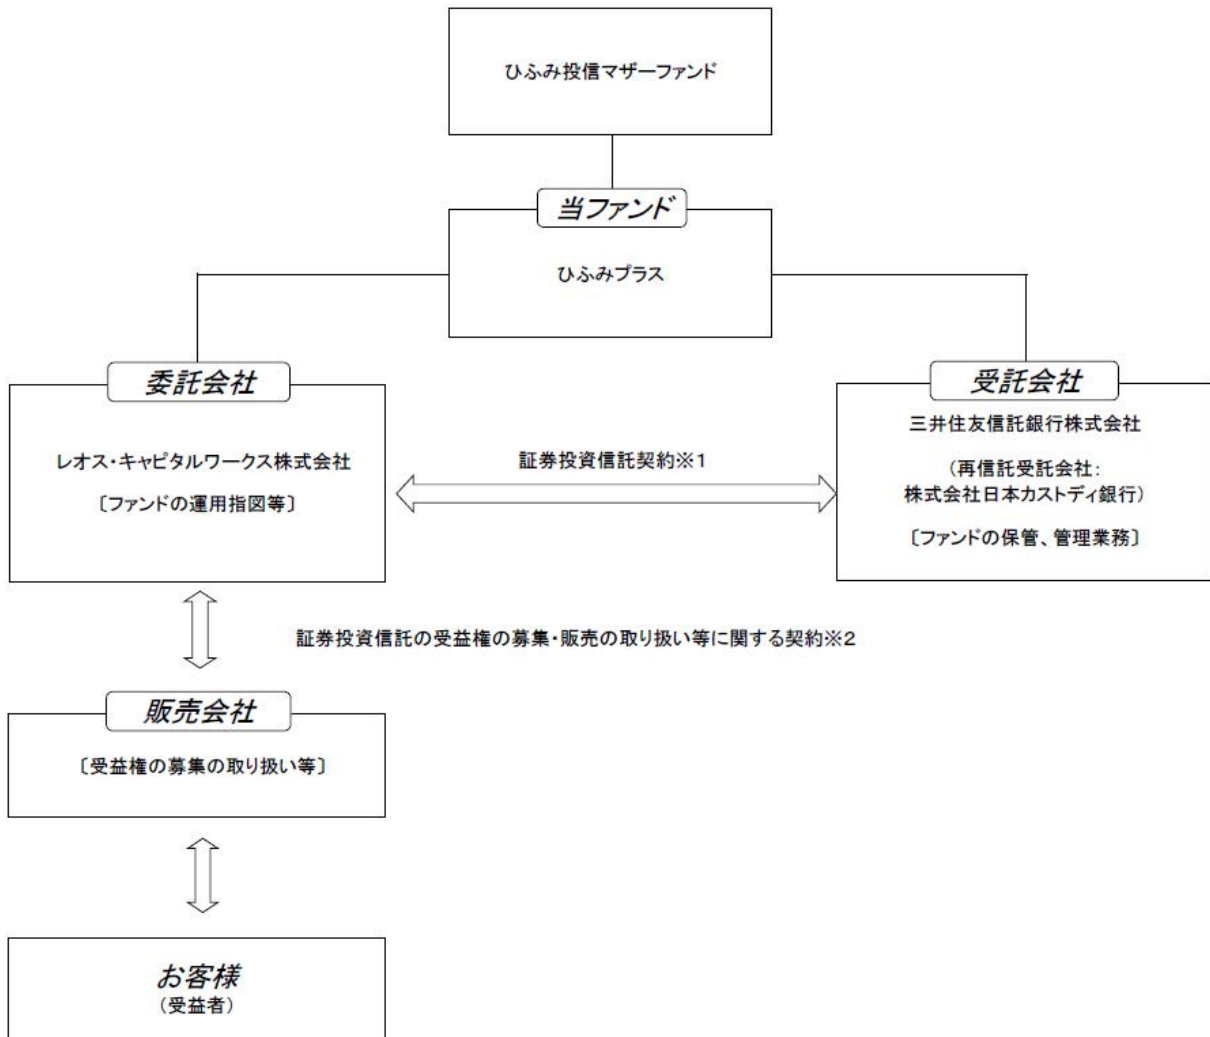 ひふみ投信マザーファンド
当ファンド
ひふみプラス
委託会社
レオス・キャピタルワークス株式会社
〔ファンドの運用指図等〕
証券投資信託契約※1
受託会社
三井住友信託銀行株式会社
(再信託受託会社:
株式会社日本カストディ銀行)
〔ファンドの保管、管理業務〕
証券投資信託の受益権の募集・販売の取り扱い等に関する契約※2
販売会社
〔受益権の募集の取り扱い等〕
お客様
(受益者)